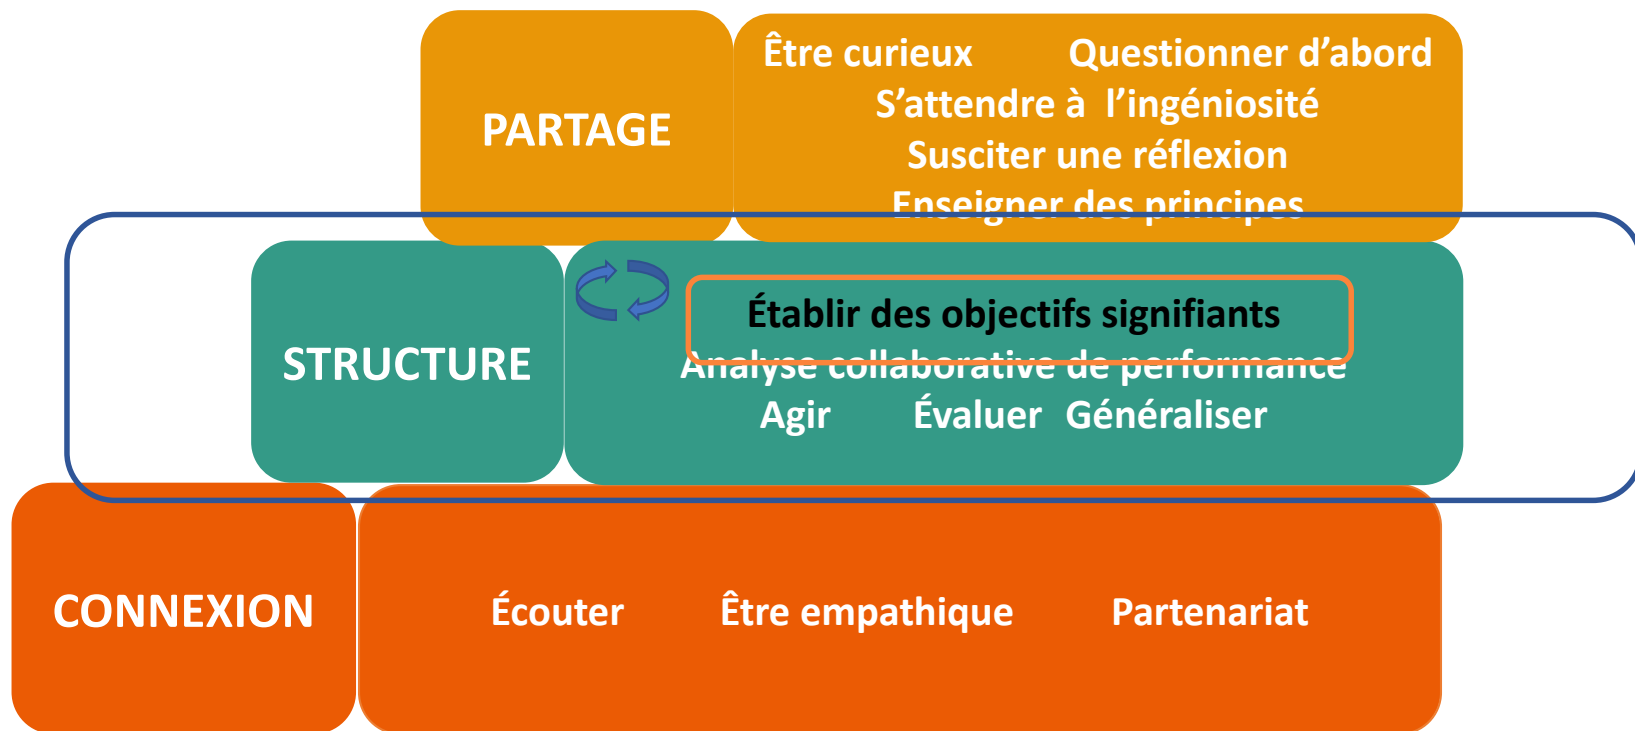 PARTAGE
Être curieux Questionner d’abord
S’attendre à l’ingéniosité
Susciter une réflexion
Enseigner des principes
STRUCTURE
Établir des objectifs signifiants
Analyse collaborative de performance
Agir Évaluer Généraliser
CONNEXION
Écouter Être empathique Partenariat